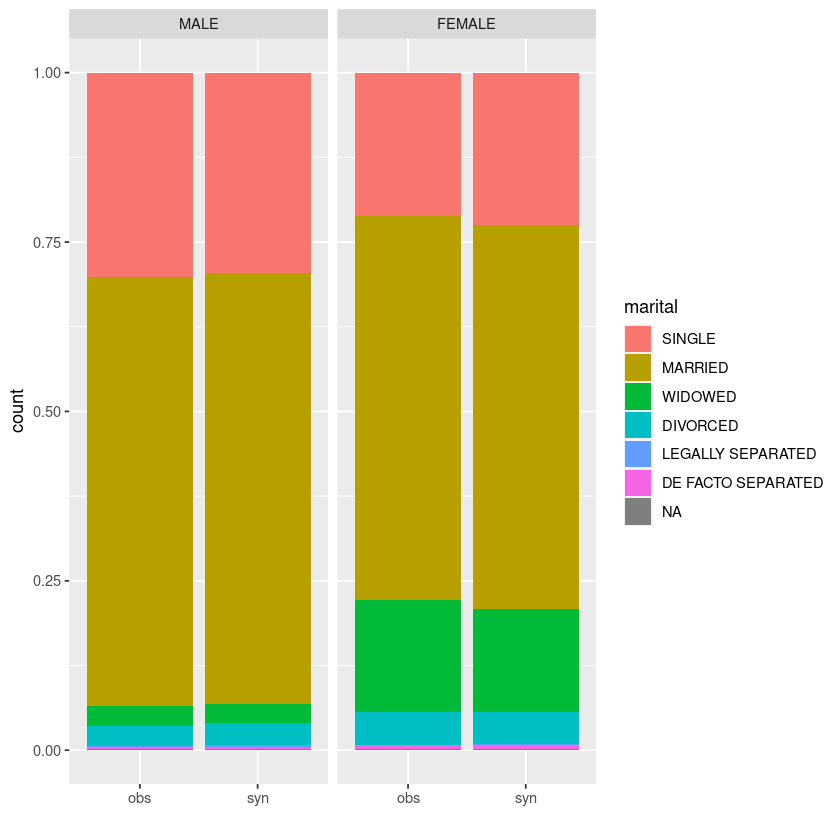 MALE
FEMALE
1.00
0.75
0.50
0.25
0.00
count
obs
syn
obs
syn
marital
SINGLE
MARRIED
WIDOWED
DIVORCED
LEGALLY SEPARATED
DE FACTO SEPARATED
NA